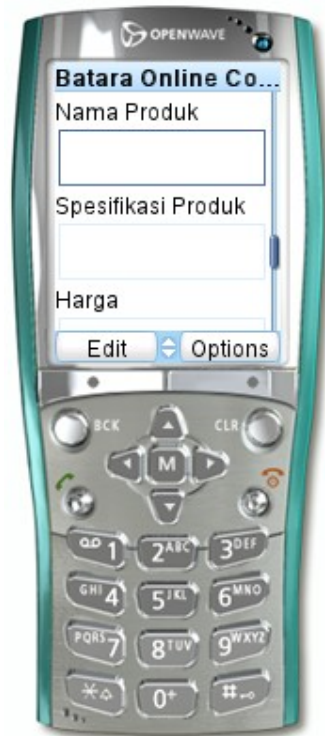 OPENWAVE
Batara Online Co...
Nama Produk
Spesifikasi Produk
Harga
Edit Options
BCK CLR
M
1 2ABC 3DEF
GHI4 5JKL 6MNO
PQRS7 8TUV 9WXYZ
* 0+ #